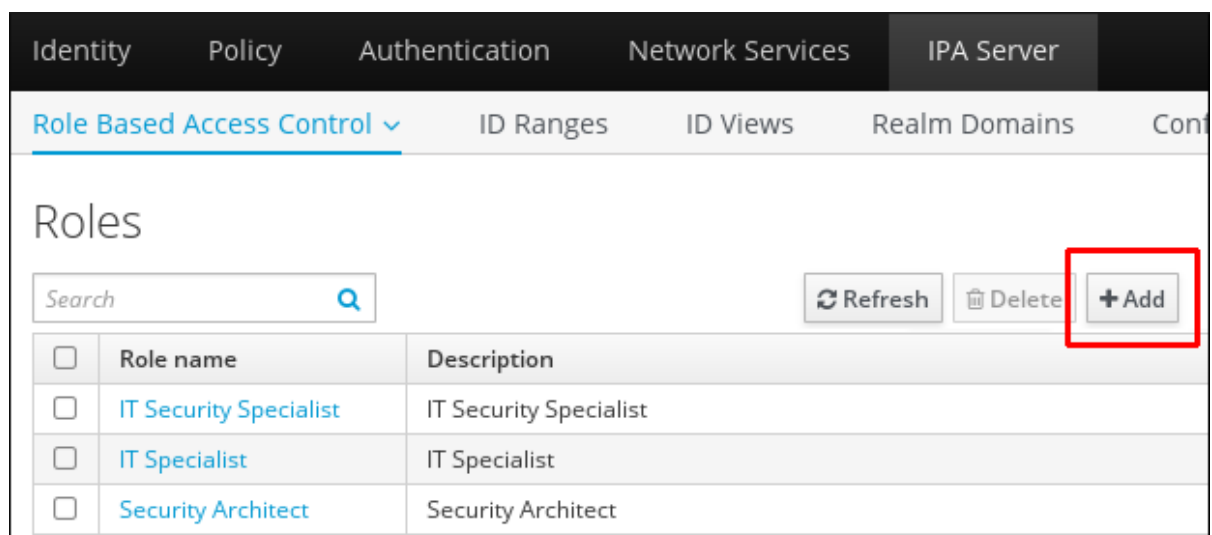 Identity Policy Authentication Network Services IPA Server
Role Based Access Control ID Ranges ID Views Realm Domains Conf
Roles
Search Refresh Delete Add
Role name Description
IT Security Specialist IT Security Specialist
IT Specialist IT Specialist
Security Architect Security Architect